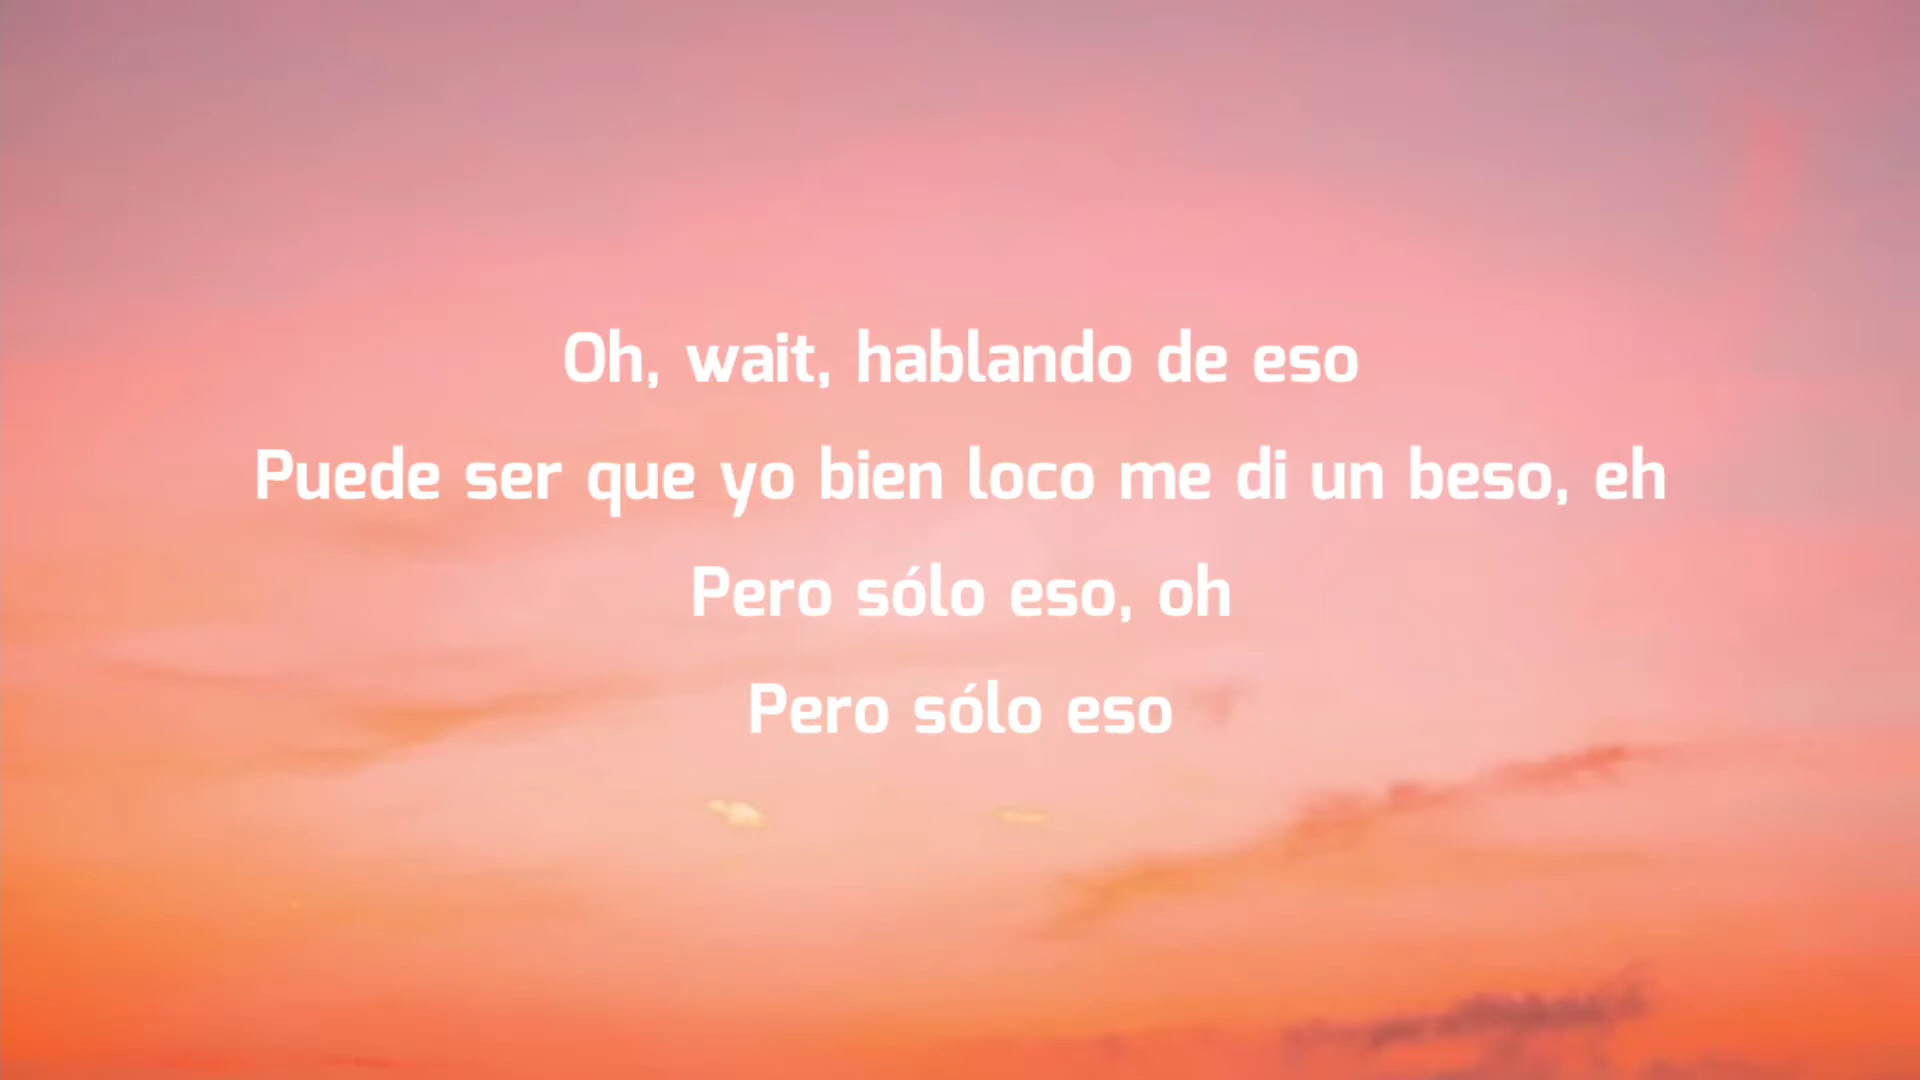 Oh, wait, hablando de eso
Puede ser que yo bien loco me di un beso, eh
Pero sólo eso, oh
Pero sólo eso